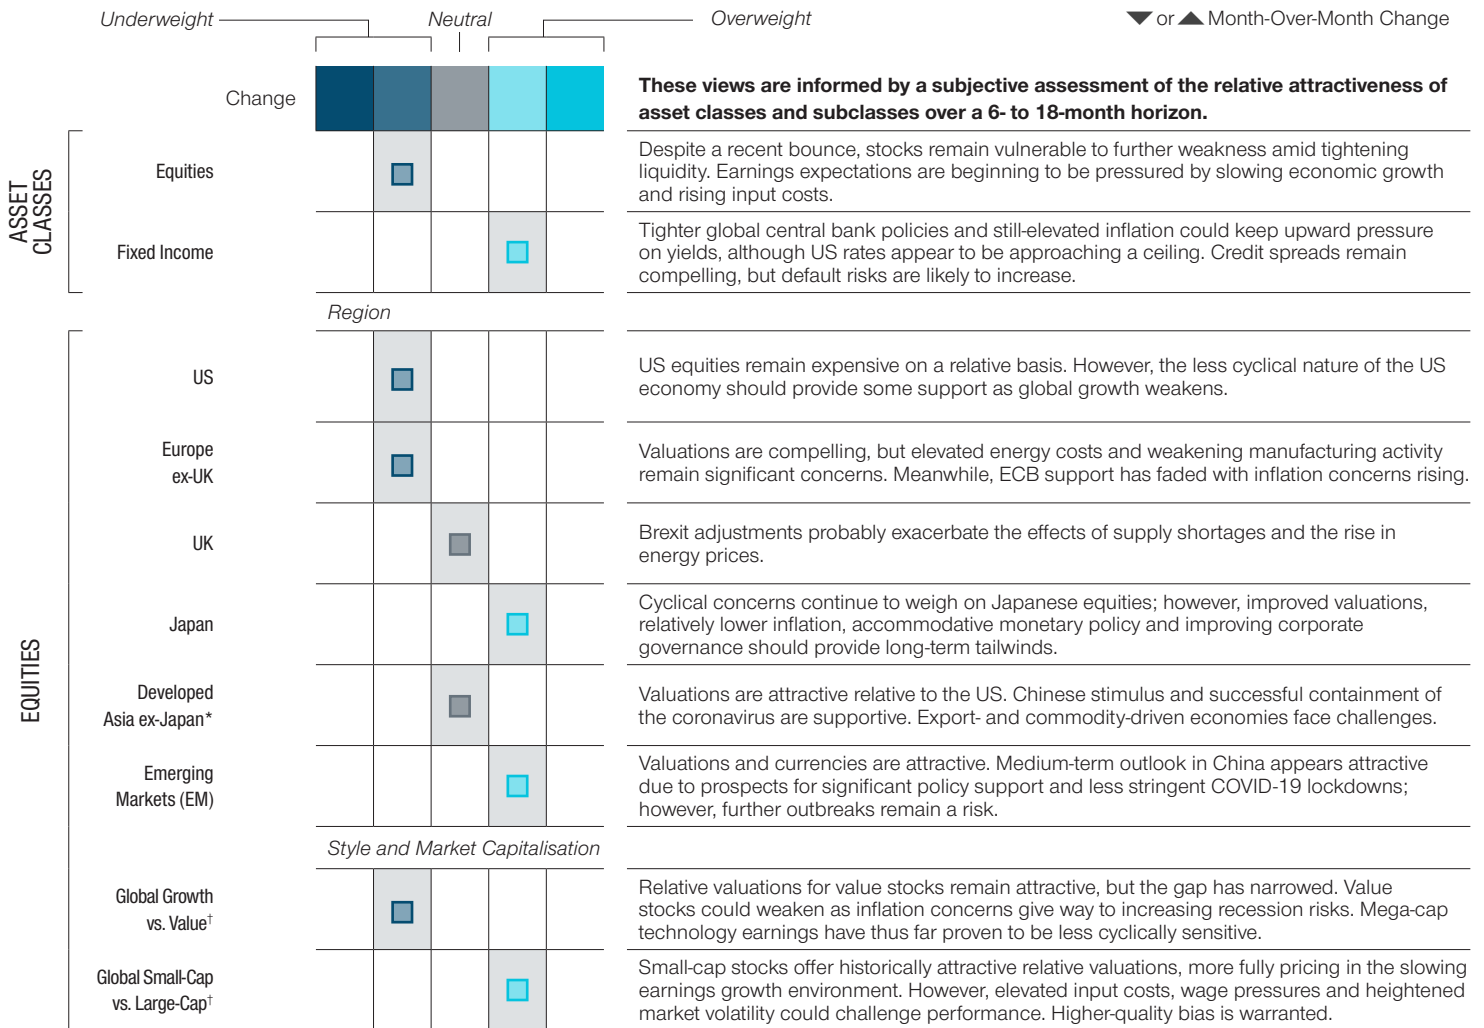 Underweight
Neutral
Overweight
▼ or ▲ Month-Over-Month Change
Change
These views are informed by a subjective assessment of the relative attractiveness of
asset classes and subclasses over a 6- to 18-month horizon.
ASSET
CLASSES
Equities
Despite a recent bounce, stocks remain vulnerable to further weakness amid tightening
liquidity. Earnings expectations are beginning to be pressured by slowing economic growth
and rising input costs.
Fixed Income
Tighter global central bank policies and still-elevated inflation could keep upward pressure
on yields, although US rates appear to be approaching a ceiling. Credit spreads remain
compelling, but default risks are likely to increase.
EQUITIES
Region
US
US equities remain expensive on a relative basis. However, the less cyclical nature of the US
economy should provide some support as global growth weakens.
Europe
ex-UK
Valuations are compelling, but elevated energy costs and weakening manufacturing activity
remain significant concerns. Meanwhile, ECB support has faded with inflation concerns rising.
UK
Brexit adjustments probably exacerbate the effects of supply shortages and the rise in
energy prices.
Japan
Cyclical concerns continue to weigh on Japanese equities; however, improved valuations,
relatively lower inflation, accommodative monetary policy and improving corporate
governance should provide long-term tailwinds.
Developed
Asia ex-Japan*
Valuations are attractive relative to the US. Chinese stimulus and successful containment of
the coronavirus are supportive. Export- and commodity-driven economies face challenges.
Emerging
Markets (EM)
Valuations and currencies are attractive. Medium-term outlook in China appears attractive
due to prospects for significant policy support and less stringent COVID-19 lockdowns;
however, further outbreaks remain a risk.
Style and Market Capitalisation
Global Growth
vs. Value†
Relative valuations for value stocks remain attractive, but the gap has narrowed. Value
stocks could weaken as inflation concerns give way to increasing recession risks. Mega-cap
technology earnings have thus far proven to be less cyclically sensitive.
Global Small-Cap
vs. Large-Cap†
Small-cap stocks offer historically attractive relative valuations, more fully pricing in the slowing
earnings growth environment. However, elevated input costs, wage pressures and heightened
market volatility could challenge performance. Higher-quality bias is warranted.